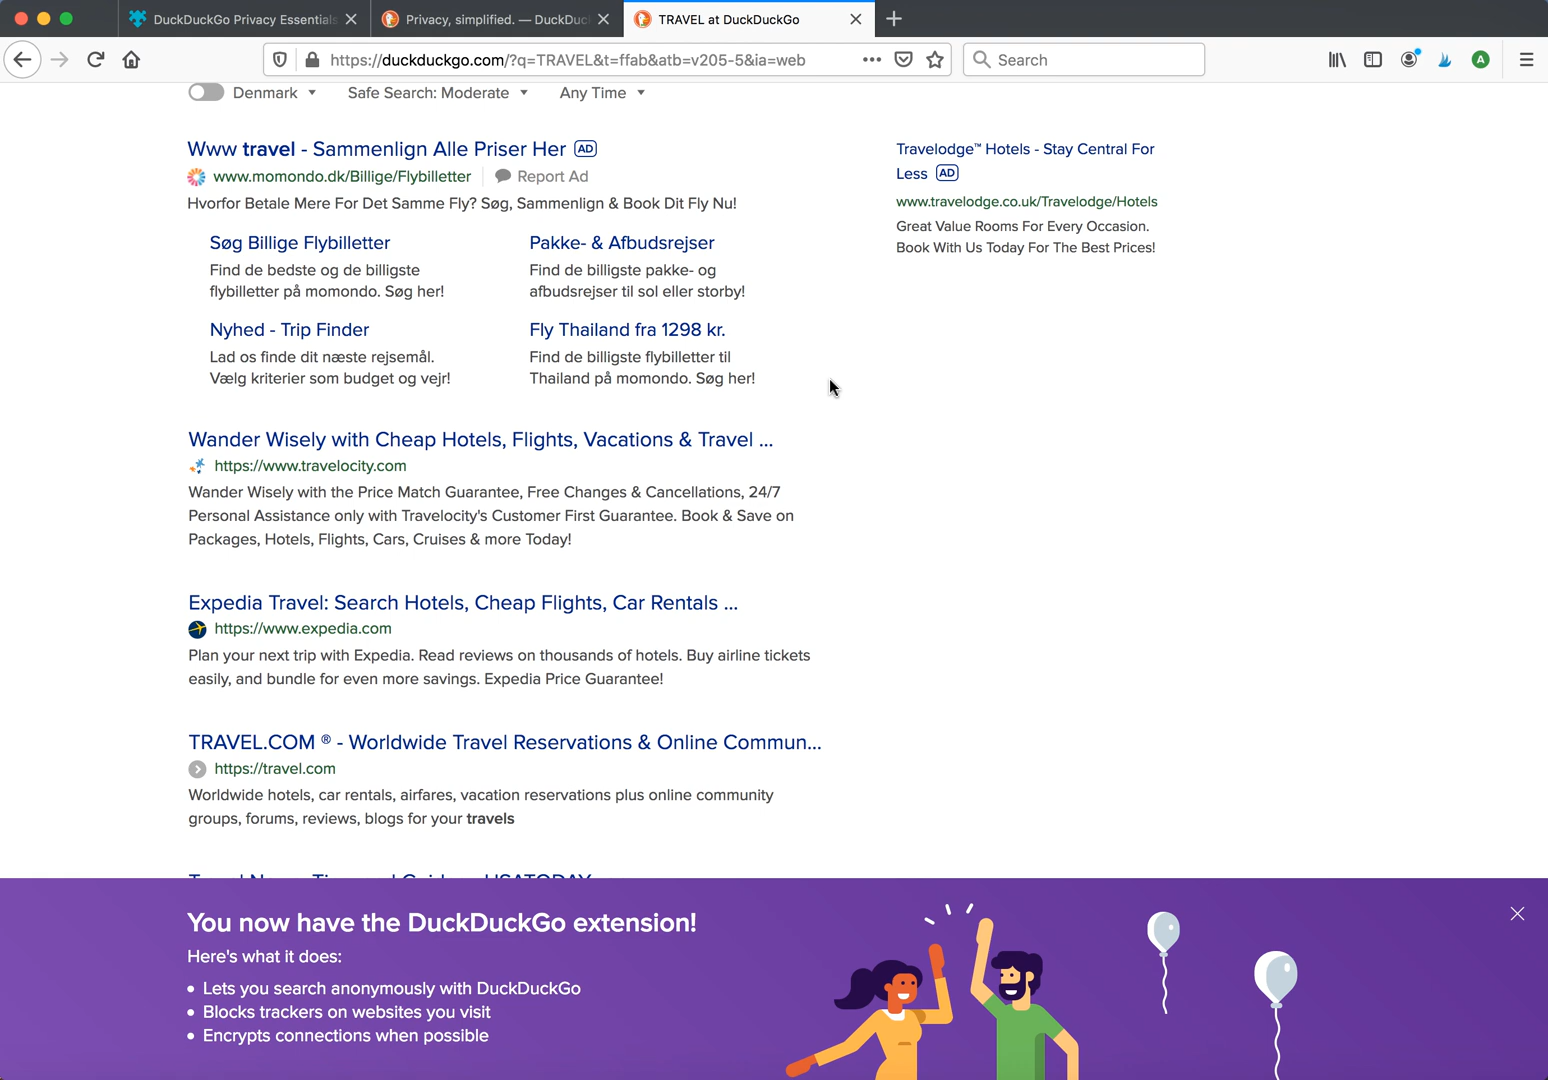 DuckDuckGo Privacy Essentials
Privacy, simplified. — DuckDuc
TRAVEL at DuckDuckGo
https://duckduckgo.com/?q=TRAVEL&t=ffab&atb=v205-5&ia=web
Search
A
Denmark
Safe Search: Moderate
Any Time
Www travel - Sammenlign Alle Priser Her AD
www.momondo.dk/Billige/Flybilletter
Report Ad
Hvorfor Betale Mere For Det Samme Fly? Søg, Sammenlign & Book Dit Fly Nu!
Søg Billige Flybilletter
Find de bedste og de billigste
flybilletter på momondo. Søg her!
Pakke- & Afbudsrejser
Find de billigste pakke- og
afbudsrejser til sol eller storby!
Nyhed - Trip Finder
Lad os finde dit næste rejsemål.
Vælg kriterier som budget og vejr!
Fly Thailand fra 1298 kr.
Find de billigste flybilletter til
Thailand på momondo. Søg her!
Travelodge™ Hotels - Stay Central For
Less AD
www.travelodge.co.uk/Travelodge/Hotels
Great Value Rooms For Every Occasion.
Book With Us Today For The Best Prices!
Wander Wisely with Cheap Hotels, Flights, Vacations & Travel ...
https://www.travelocity.com
Wander Wisely with the Price Match Guarantee, Free Changes & Cancellations, 24/7
Personal Assistance only with Travelocity's Customer First Guarantee. Book & Save on
Packages, Hotels, Flights, Cars, Cruises & more Today!
Expedia Travel: Search Hotels, Cheap Flights, Car Rentals ...
https://www.expedia.com
Plan your next trip with Expedia. Read reviews on thousands of hotels. Buy airline tickets
easily, and bundle for even more savings. Expedia Price Guarantee!
TRAVEL.COM ® - Worldwide Travel Reservations & Online Commun...
https://travel.com
Worldwide hotels, car rentals, airfares, vacation reservations plus online community
groups, forums, reviews, blogs for your travels
You now have the DuckDuckGo extension!
Here's what it does:
• Lets you search anonymously with DuckDuckGo
• Blocks trackers on websites you visit
• Encrypts connections when possible